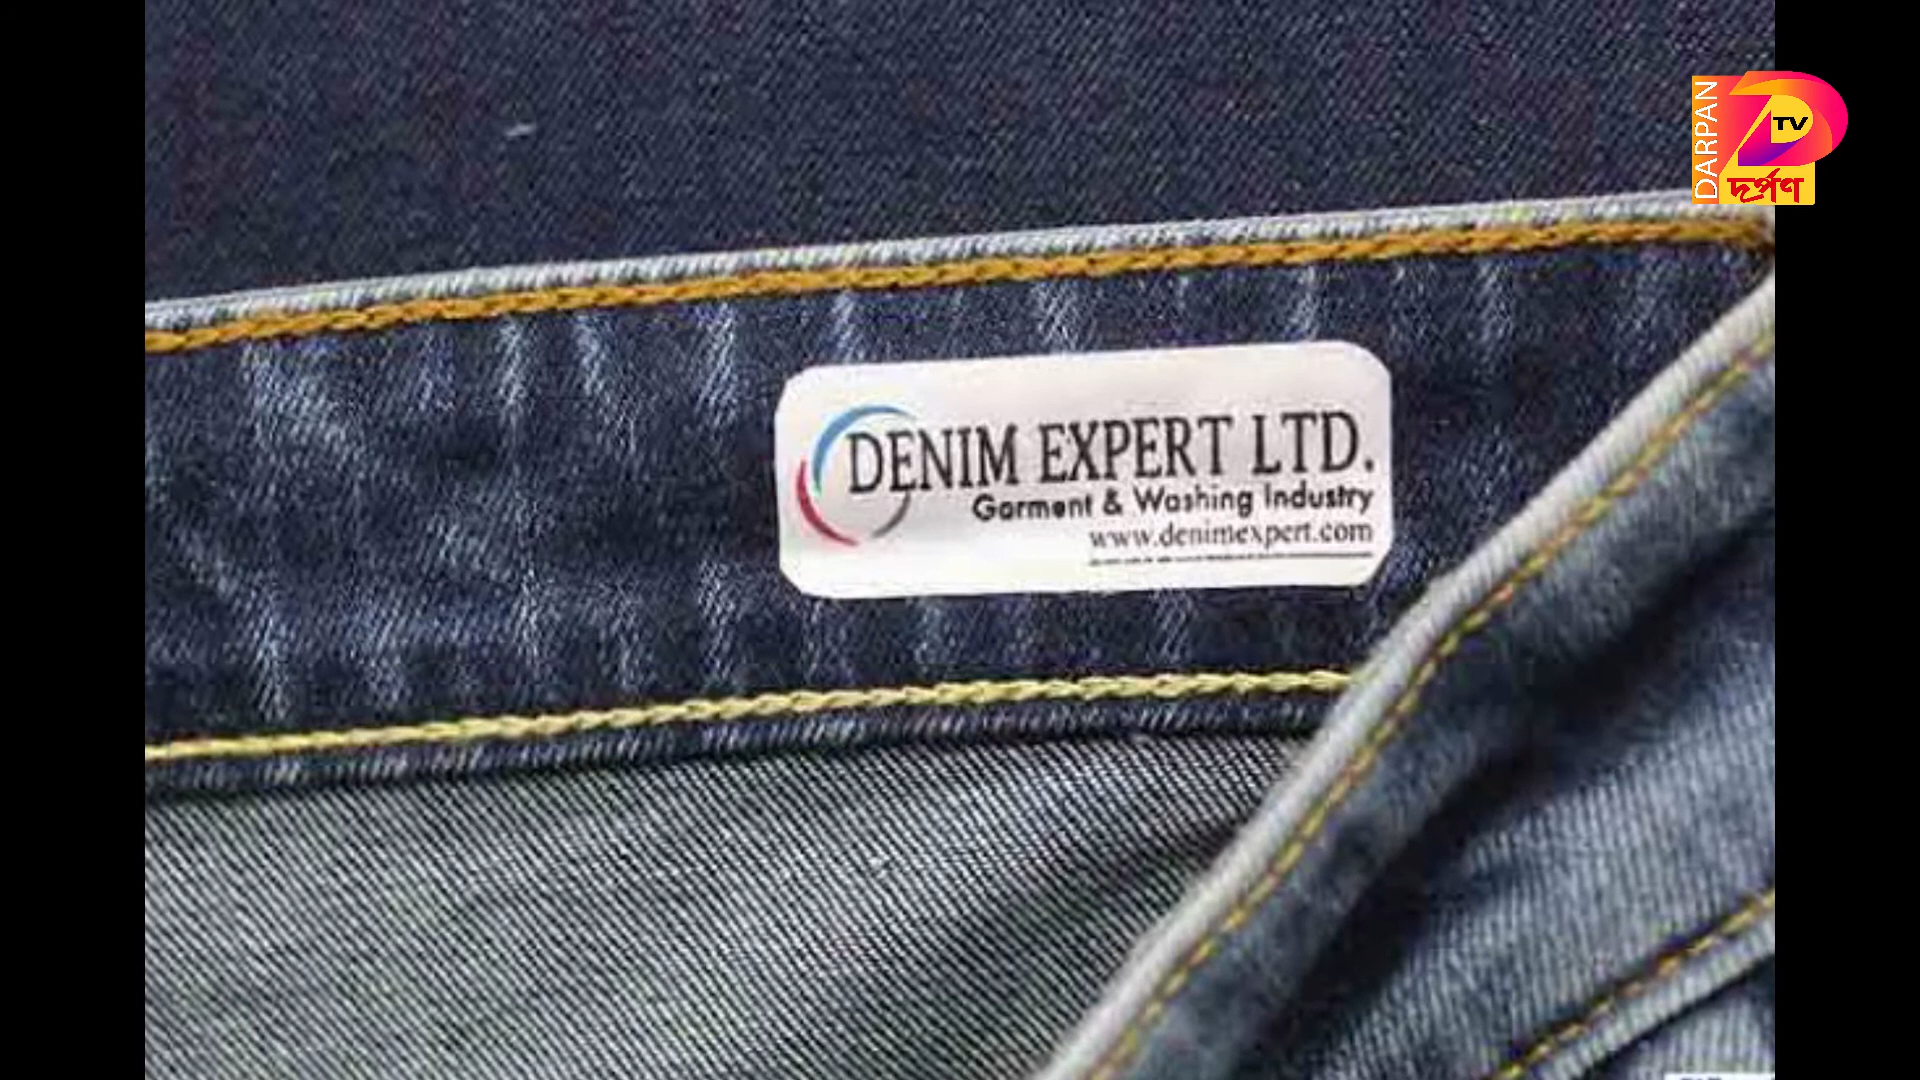 DARPAN
TV
দর্পণ
DENIM EXPERT LTD.
Garment & Washing Industry
www.denimexpert.com